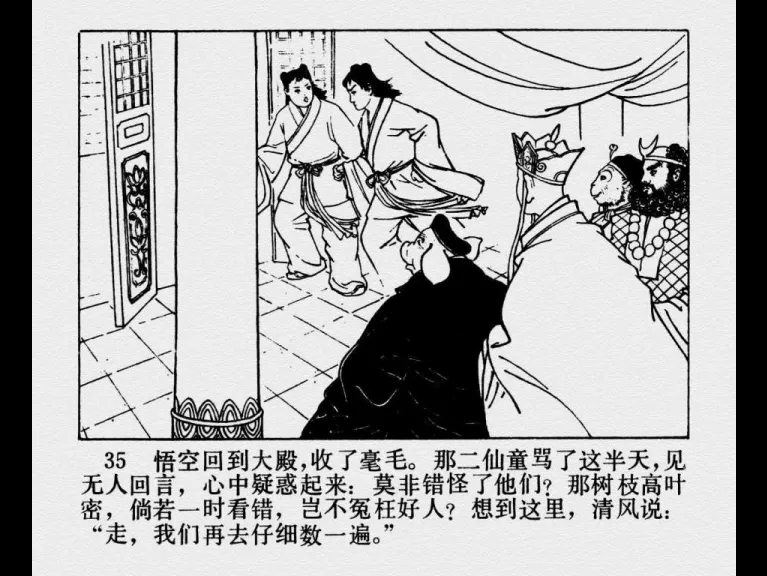 35 悟空回到大殿，收了毫毛。那二仙童骂了这半天，见
无人回言，心中疑惑起来：莫非错怪了他们？那树枝高叶
密，倘若一时看错，岂不冤枉好人？想到这里，清风说：
“走，我们再去仔细数一遍。”